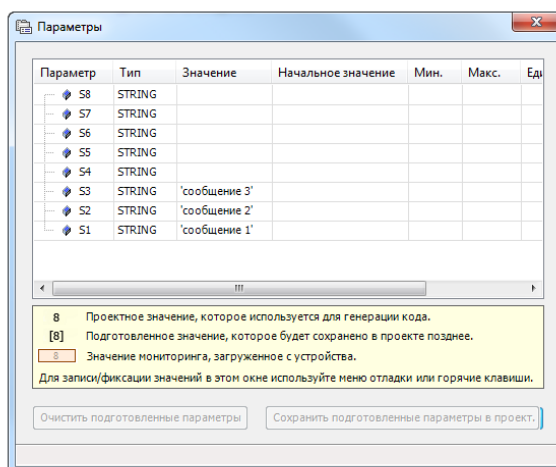 Параметры
Параметр Тип Значение Начальное значение Мин. Макс.
S8 STRING
S7 STRING
S6 STRING
S5 STRING
S4 STRING
S3 STRING 'сообщение 3'
S2 STRING 'сообщение 2'
S1 STRING 'сообщение 1'
8 Проектное значение, которое используется для генерации кода.
[8] Подготовленное значение, которое будет сохранено в проекте позднее.
8 Значение мониторинга, загруженное с устройства.
Для записи/фиксации значений в этом окне используйте меню отладки или горячие клавиши.
Очистить подготовленные параметры Сохранить подготовленные параметры в проект.